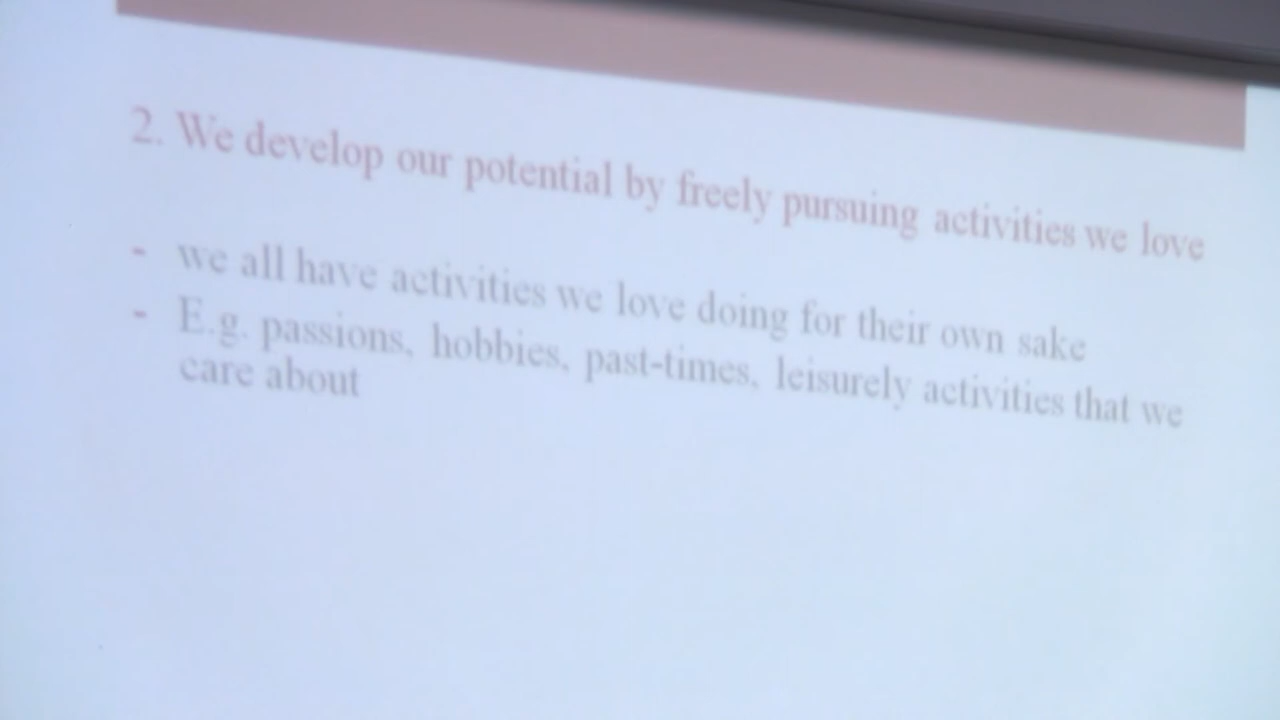 2. We develop our potential by freely pursuing activities we love
- we all have activities we love doing for their own sake
- E.g. passions, hobbies, past-times, leisurely activities that we
care about